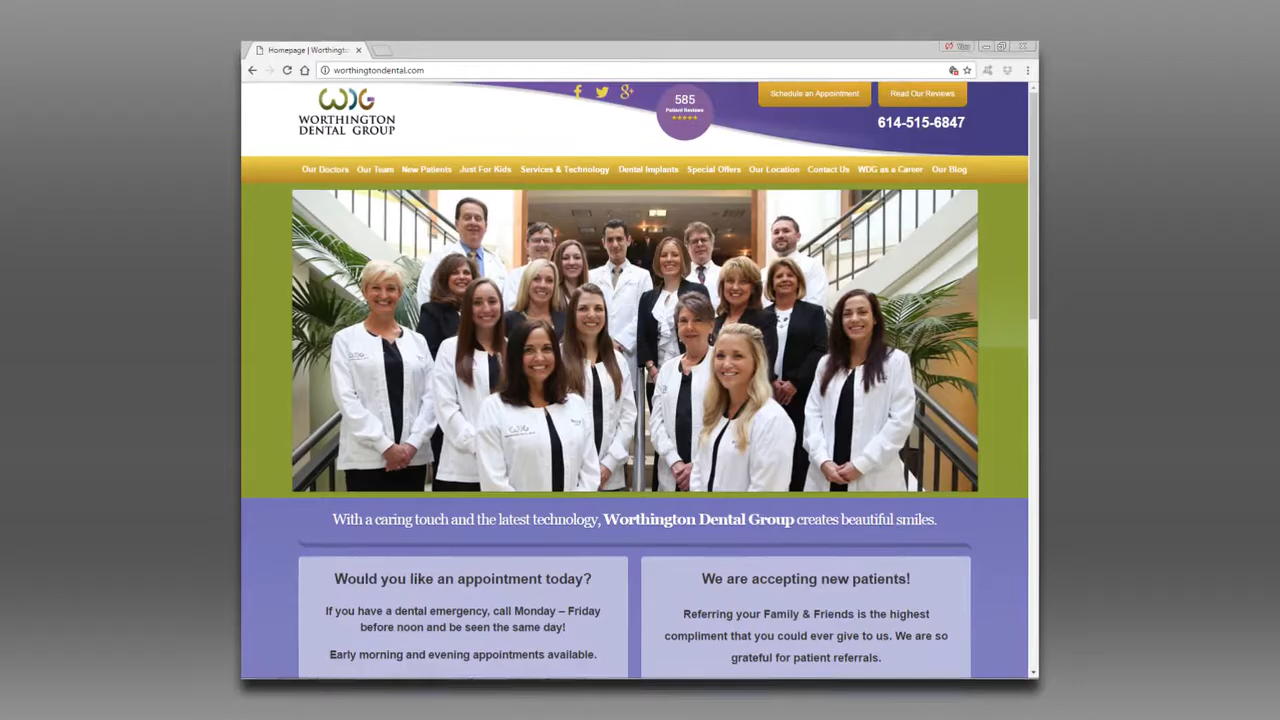 Homepage | Worthingt
You
worthingtondental.com
WDG
WORTHINGTON
DENTAL GROUP
585
Patient Reviews
Schedule an Appointment
Read Our Reviews
614-515-6847
Our Doctors Our Team New Patients Just For Kids Services & Technology Dental Implants Special Offers Our Location Contact Us WDG as a Career Our Blog
With a caring touch and the latest technology, Worthington Dental Group creates beautiful smiles.
Would you like an appointment today?
If you have a dental emergency, call Monday – Friday
before noon and be seen the same day!
Early morning and evening appointments available.
We are accepting new patients!
Referring your Family & Friends is the highest
compliment that you could ever give to us. We are so
grateful for patient referrals.